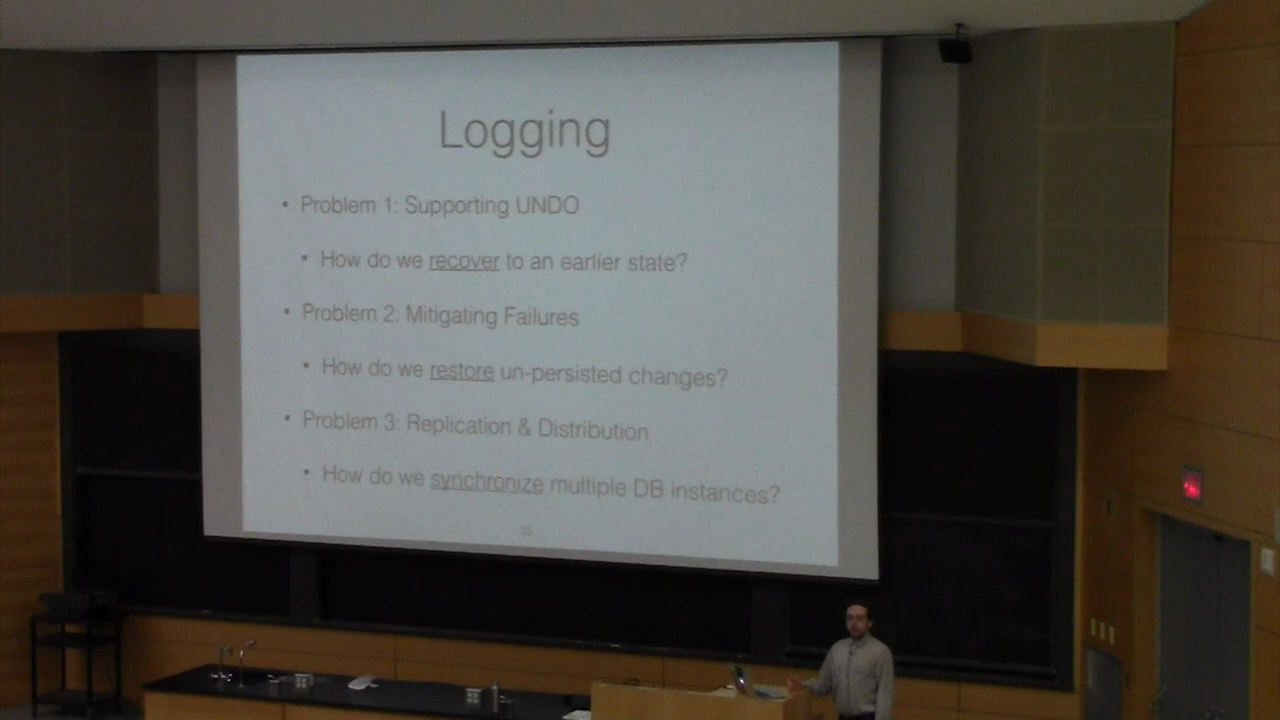 Logging
• Problem 1: Supporting UNDO
• How do we recover to an earlier state?
• Problem 2: Mitigating Failures
• How do we restore un-persisted changes?
• Problem 3: Replication & Distribution
• How do we synchronize multiple DB instances?